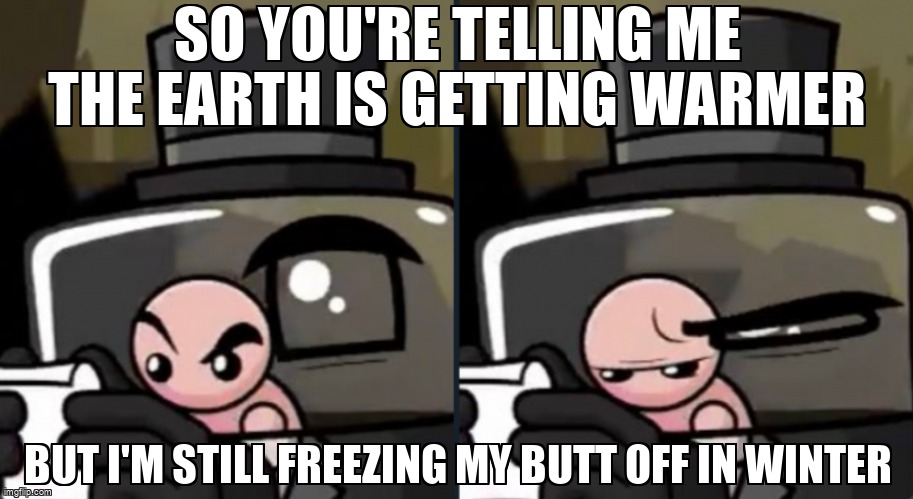 SO YOU'RE TELLING ME
THE EARTH IS GETTING WARMER
BUT I'M STILL FREEZING MY BUTT OFF IN WINTER
imgflip.com